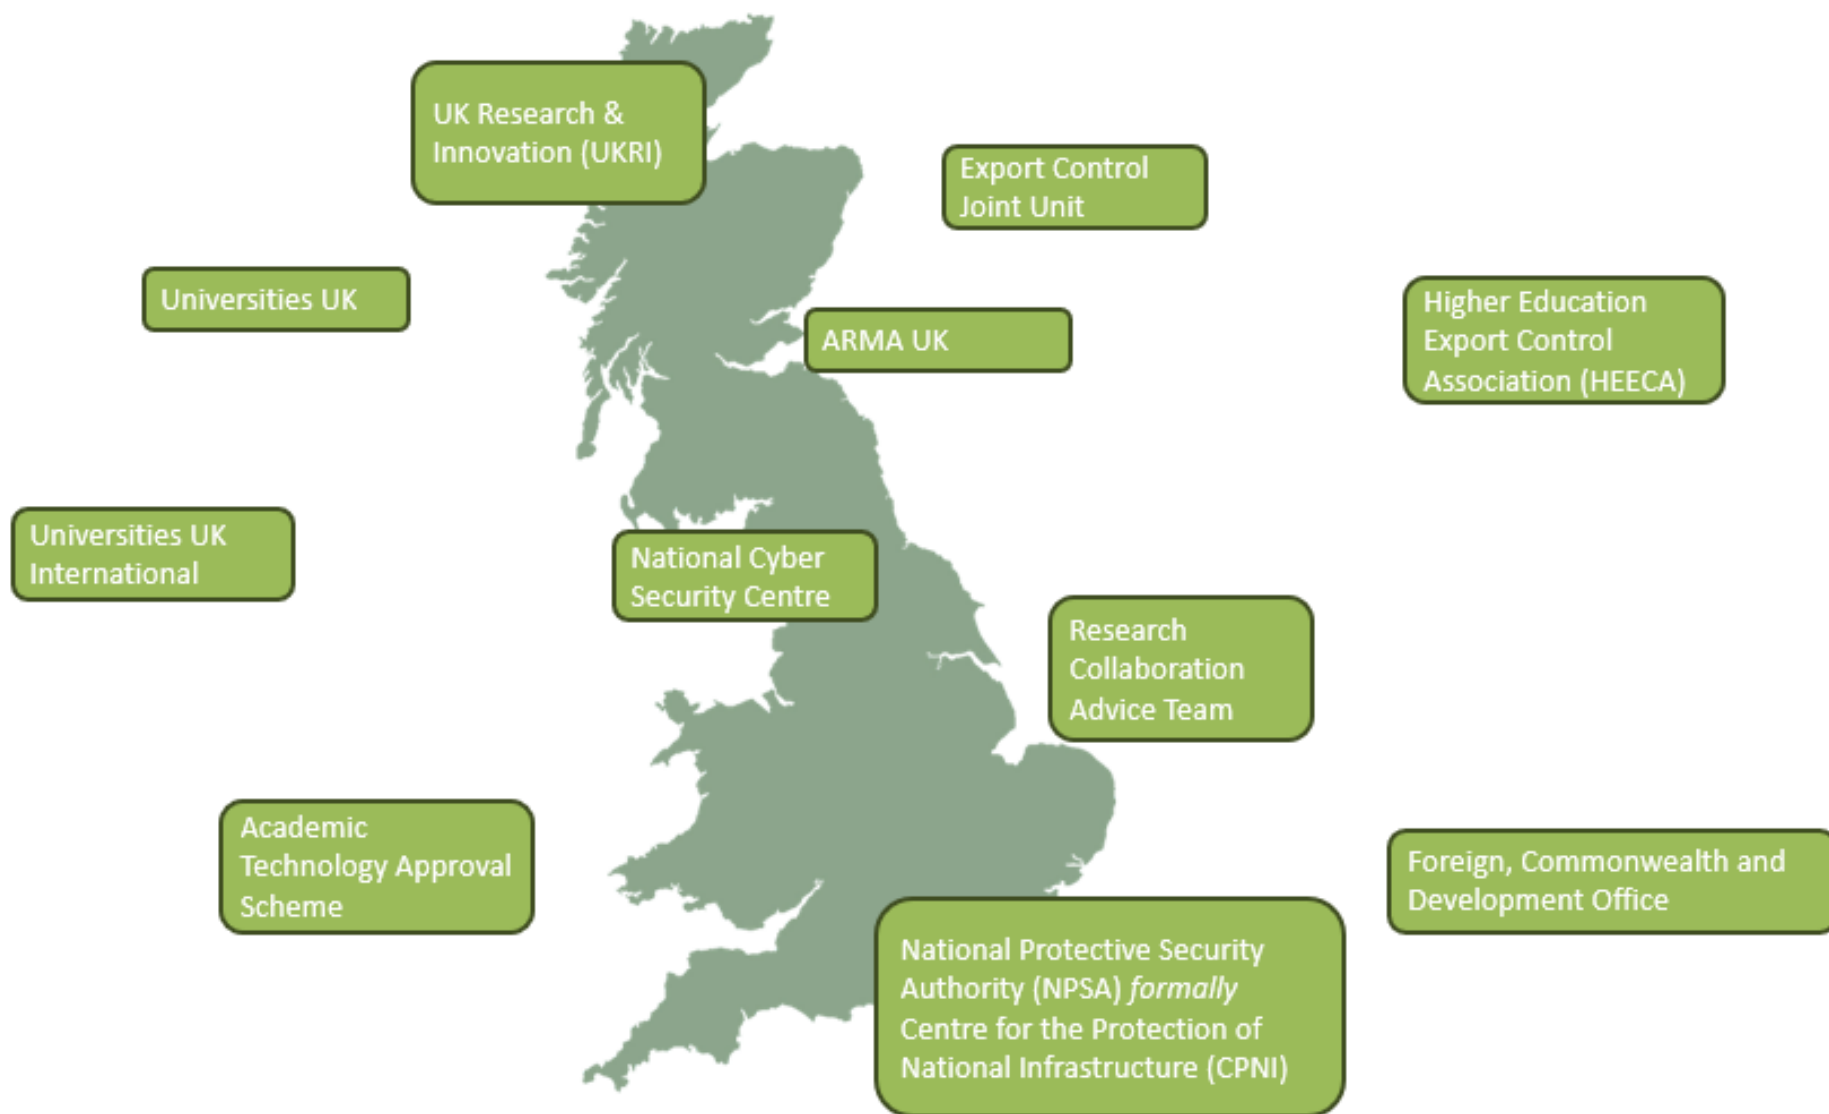 UK Research &
Innovation (UKRI)
Export Control
Joint Unit
Universities UK
Higher Education
Export Control
Association (HEECA)
ARMA UK
Universities UK
International
National Cyber
Security Centre
Research
Collaboration
Advice Team
Academic
Technology Approval
Scheme
Foreign, Commonwealth and
Development Office
National Protective Security
Authority (NPSA) formally
Centre for the Protection of
National Infrastructure (CPNI)